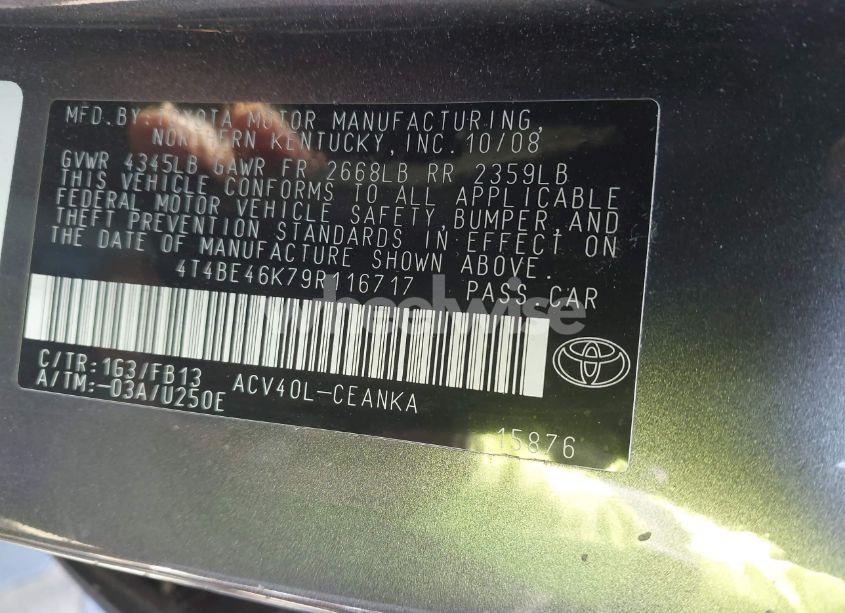 MFD.BY:TOYOTA MOTOR MANUFACTURING,
NORTHERN KENTUCKY,INC.10/08
GVWR 4345LB GAWR FR 2668LB RR 2359LB
THIS VEHICLE CONFORMS TO ALL APPLICABLE
FEDERAL MOTOR VEHICLE SAFETY,BUMPER,AND
THEFT PREVENTION STANDARDS IN EFFECT ON
THE DATE OF MANUFACTURE SHOWN ABOVE.
4T4BE46K79R116717 PASS.CAR
wheelwise
C/TR:1G3/FB13
A/TM:-03A/U250E ACV40L-CEANKA
15876